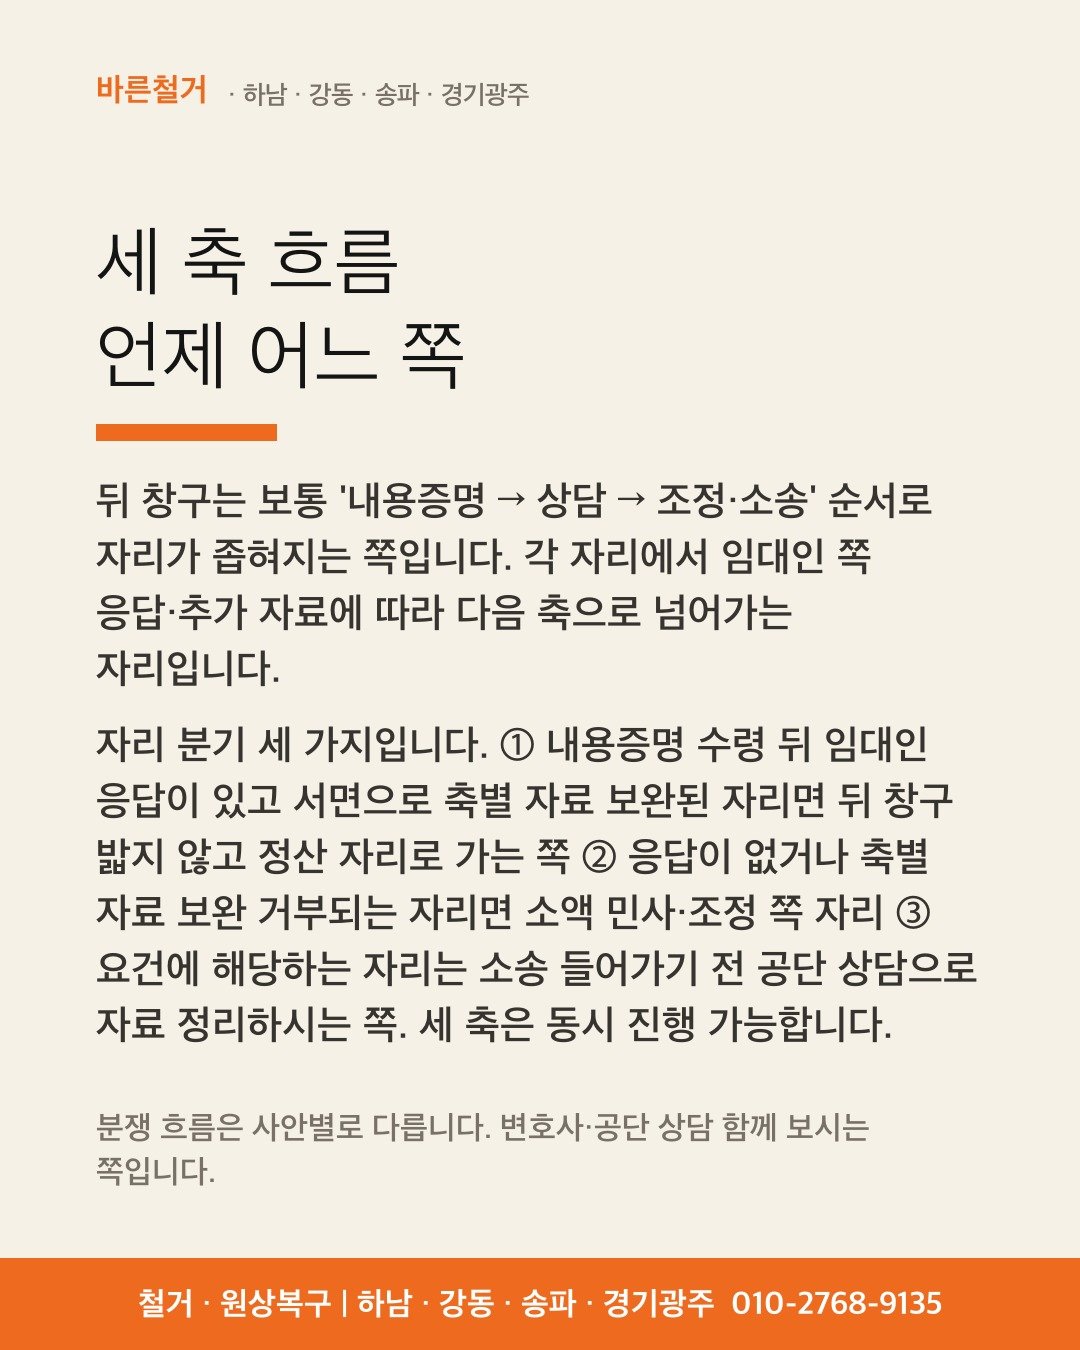 바른철거 · 하남 · 강동 · 송파 · 경기광주
세 축 흐름
언제 어느 쪽
뒤 창구는 보통 '내용증명 → 상담 → 조정·소송' 순서로
자리가 좁혀지는 쪽입니다. 각 자리에서 임대인 쪽
응답·추가 자료에 따라 다음 축으로 넘어가는
자리입니다.
자리 분기 세 가지입니다. ① 내용증명 수령 뒤 임대인
응답이 있고 서면으로 축별 자료 보완된 자리면 뒤 창구
밟지 않고 정산 자리로 가는 쪽 ② 응답이 없거나 축별
자료 보완 거부되는 자리면 소액 민사·조정 쪽 자리 ③
요건에 해당하는 자리는 소송 들어가기 전 공단 상담으로
자료 정리하시는 쪽. 세 축은 동시 진행 가능합니다.
분쟁 흐름은 사안별로 다릅니다. 변호사·공단 상담 함께 보시는
쪽입니다.
철거 · 원상복구 | 하남 · 강동 · 송파 · 경기광주 010-2768-9135